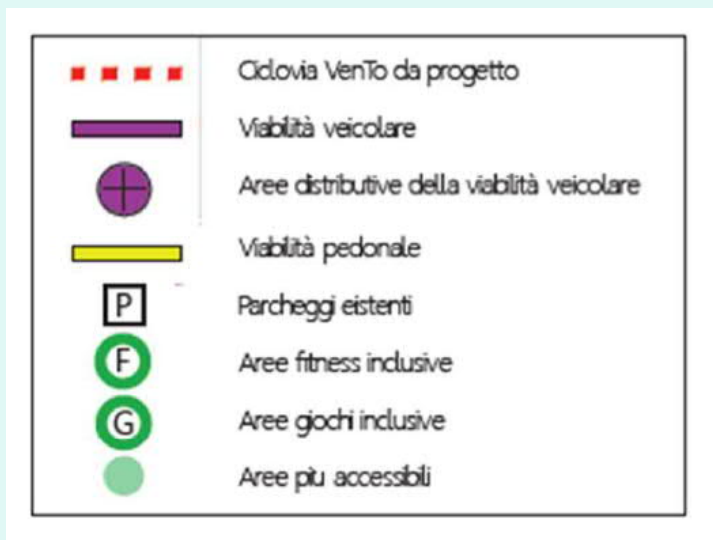 Ciclovia VenTo da progetto
Viabilità veicolare
Aree distributive della viabilità veicolare
Viabilità pedonale
P Parcheggi eistenti
F Aree fitness inclusive
G Aree giochi inclusive
Aree più accessibili